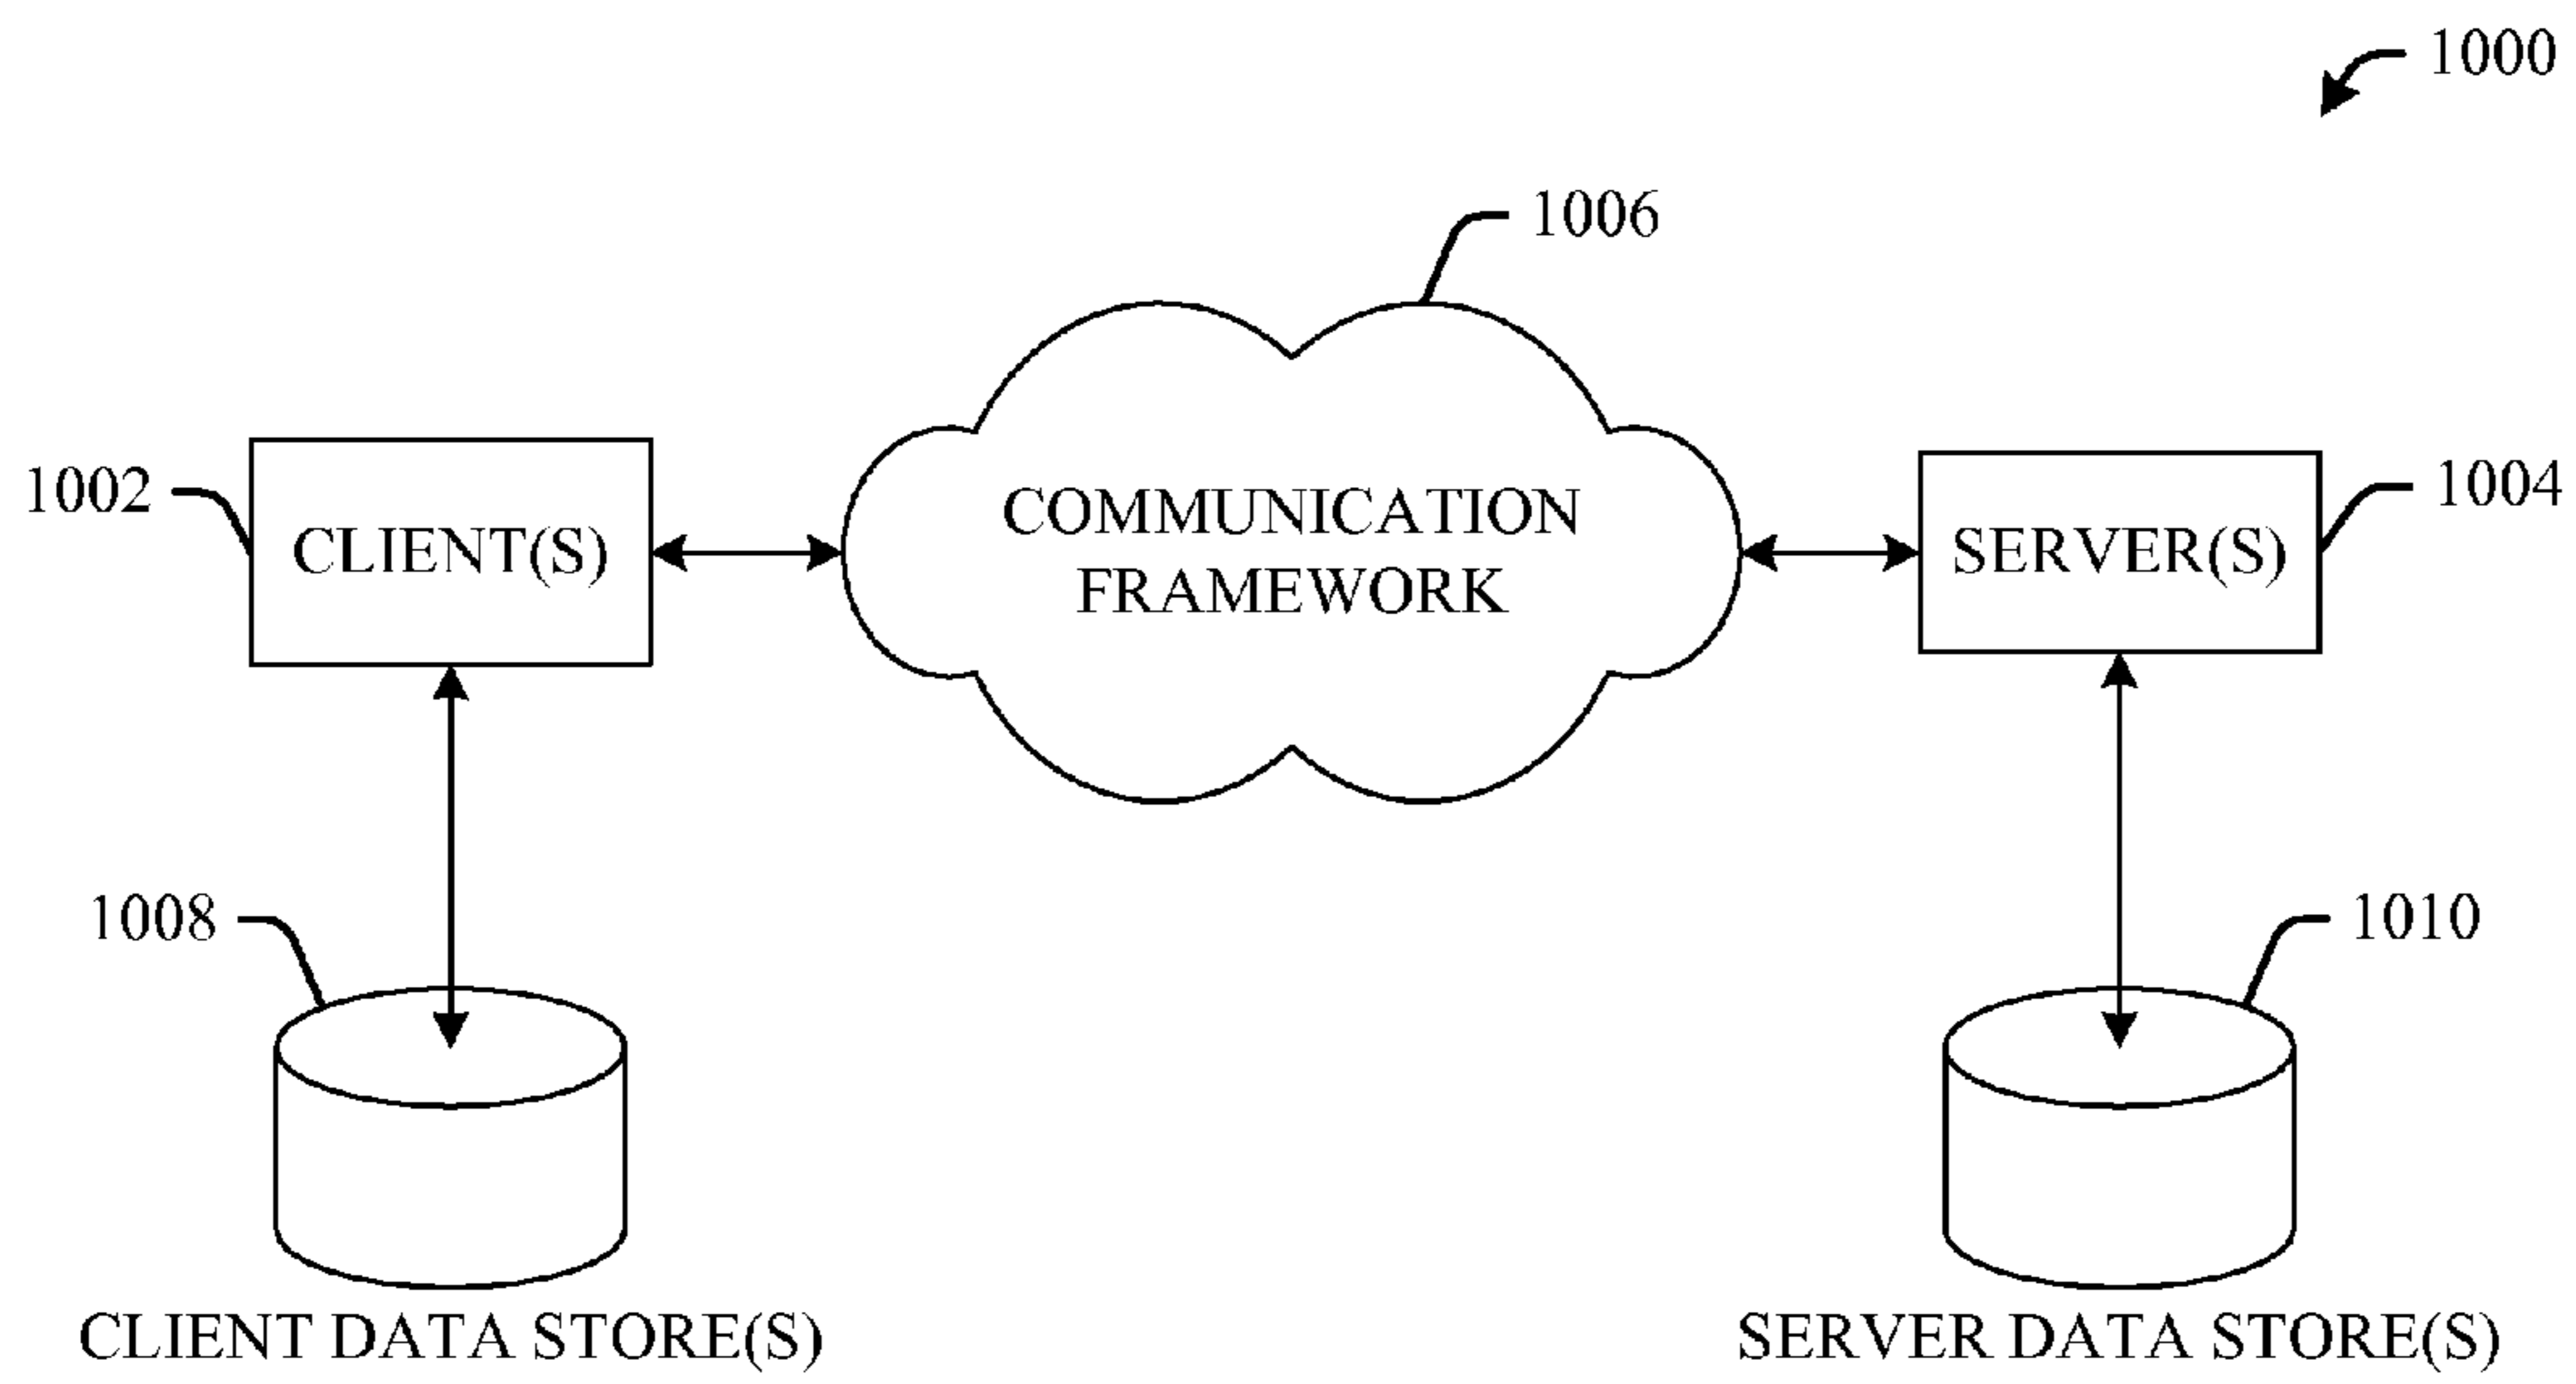 1000
1006
1002
CLIENT(S)
COMMUNICATION
FRAMEWORK
SERVER(S)
1004
1008
1010
CLIENT DATA STORE(S)
SERVER DATA STORE(S)